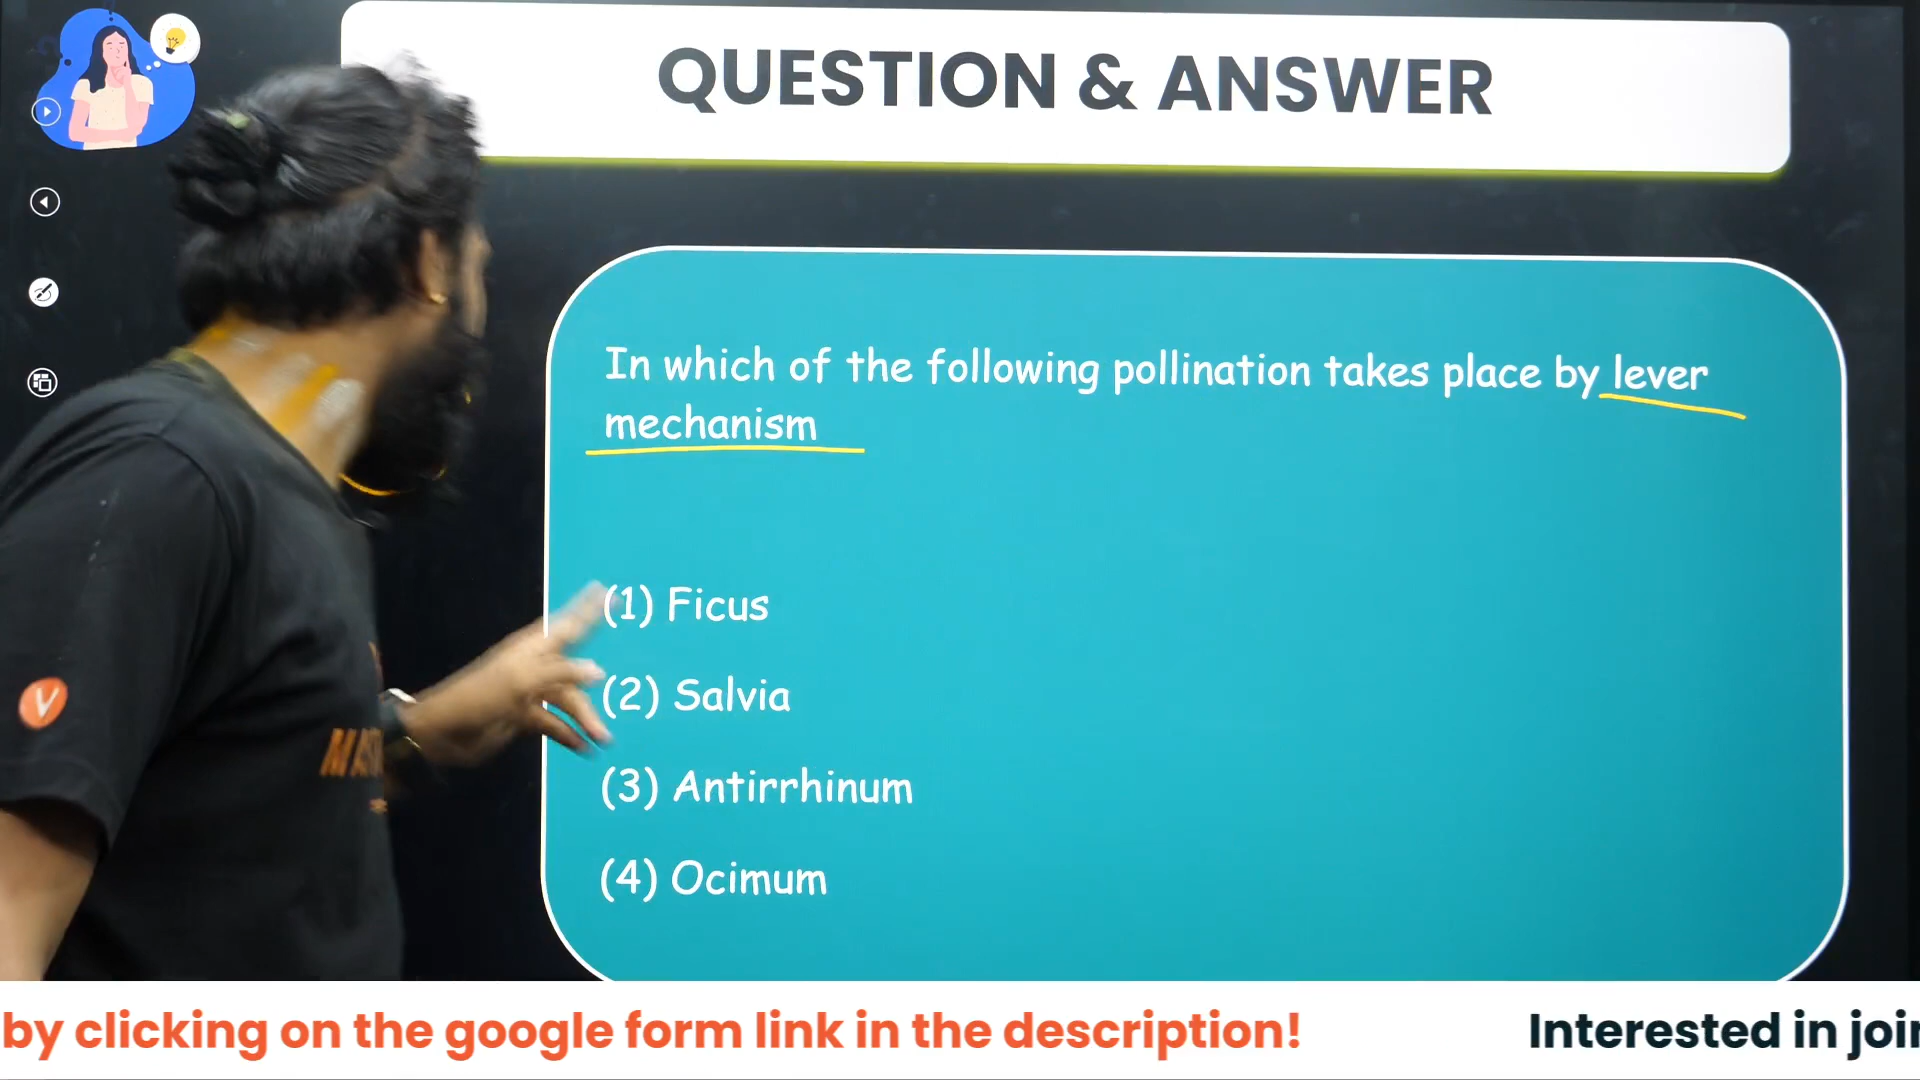 QUESTION & ANSWER
In which of the following pollination takes place by lever
mechanism
(1) Ficus
(2) Salvia
(3) Antirrhinum
(4) Ocimum
V
by clicking on the google form link in the description!
Interested in